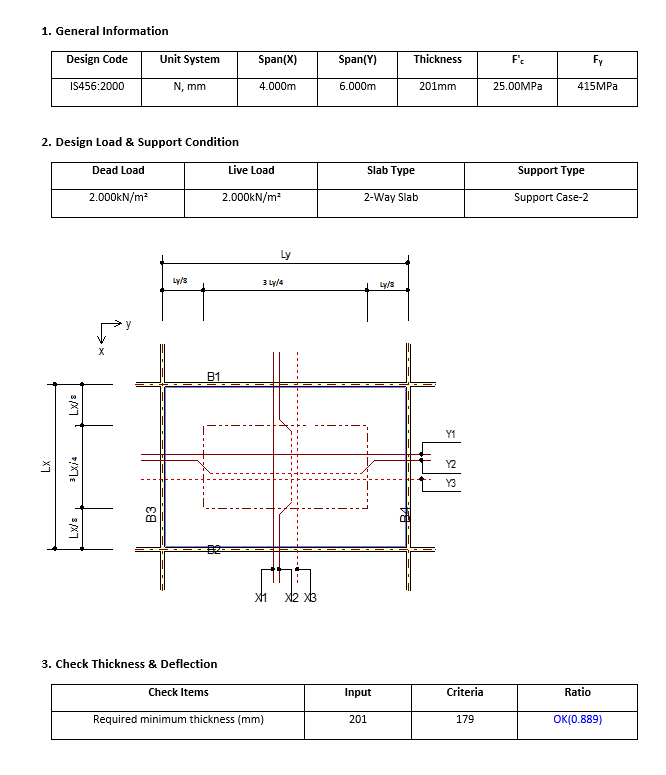 1. General Information
Design Code Unit System Span(X) Span(Y) Thickness F'c Fy
IS456:2000 N, mm 4.000m 6.000m 201mm 25.00MPa 415MPa
2. Design Load & Support Condition
Dead Load Live Load Slab Type Support Type
2.000kN/m² 2.000kN/m² 2-Way Slab Support Case-2
Ly
Ly/8 3 Ly/4 Ly/8
y
x
B1
Lx/8
Y1
Lx
3Lx/4
Y2
Y3
B3
B4
Lx/8
B2
X1 X2 X3
3. Check Thickness & Deflection
Check Items Input Criteria Ratio
Required minimum thickness (mm) 201 179 OK(0.889)